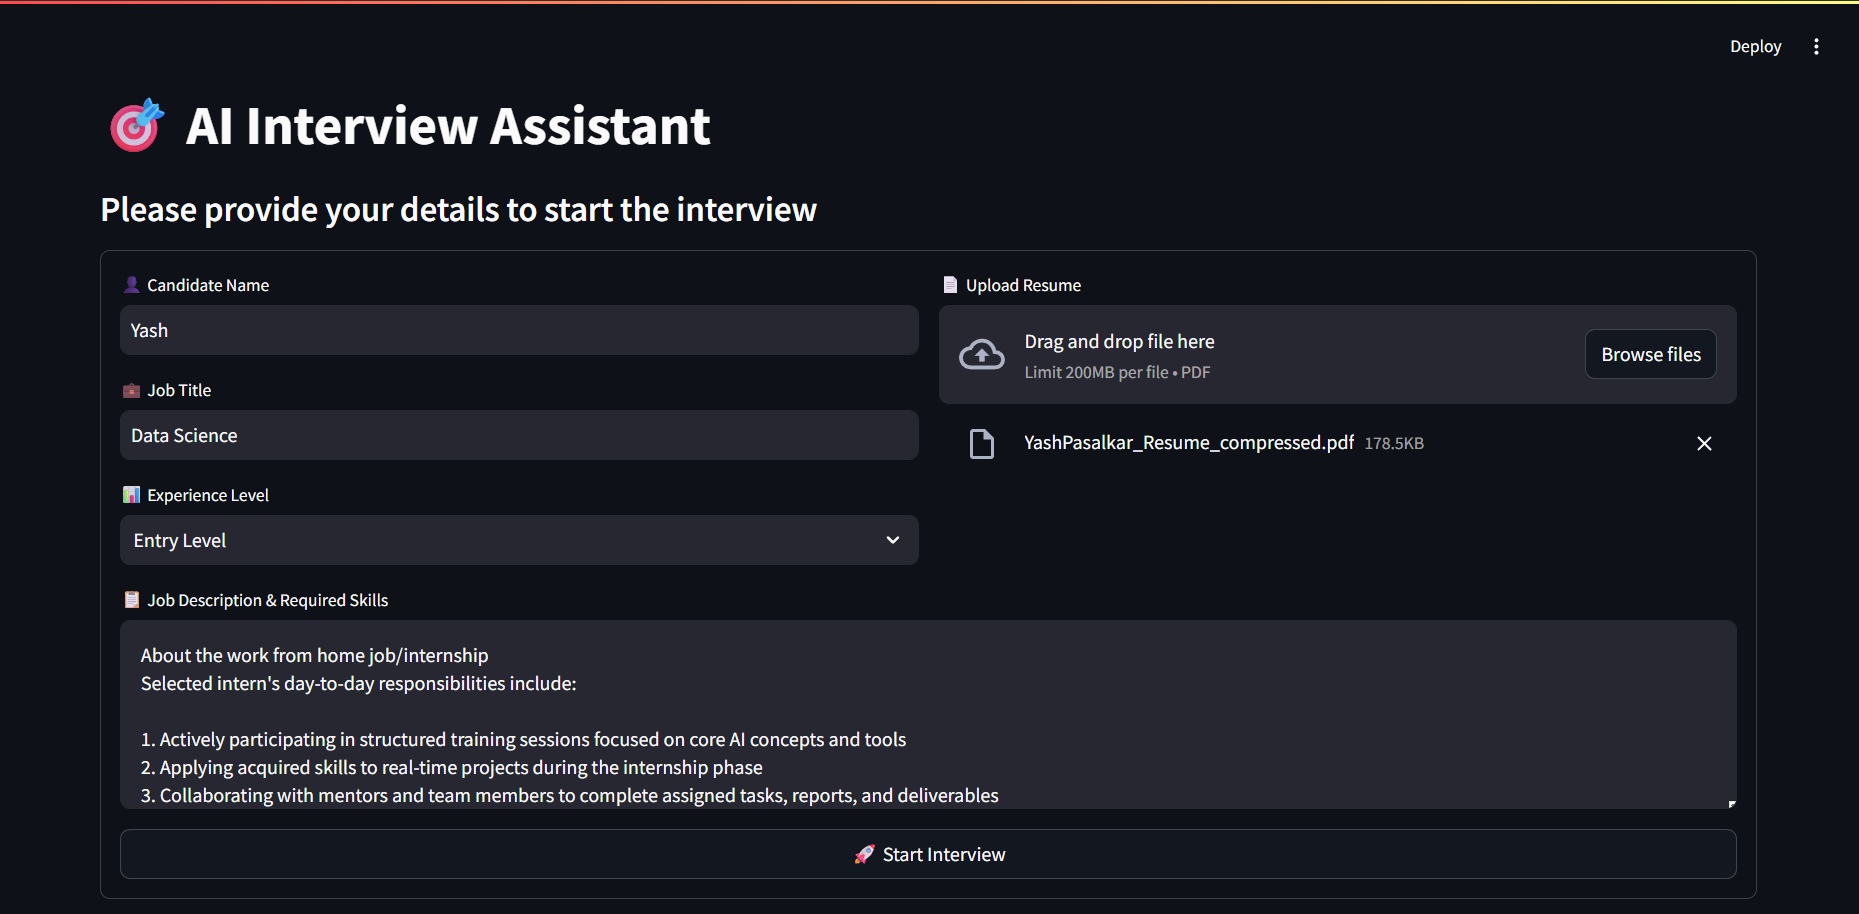 Deploy
AI Interview Assistant
Please provide your details to start the interview
Candidate Name
Yash
Job Title
Data Science
Experience Level
Entry Level
Upload Resume
Drag and drop file here
Limit 200MB per file • PDF
Browse files
YashPasalkar_Resume_compressed.pdf 178.5KB
Job Description & Required Skills
About the work from home job/internship
Selected intern's day-to-day responsibilities include:
1. Actively participating in structured training sessions focused on core AI concepts and tools
2. Applying acquired skills to real-time projects during the internship phase
3. Collaborating with mentors and team members to complete assigned tasks, reports, and deliverables
Start Interview